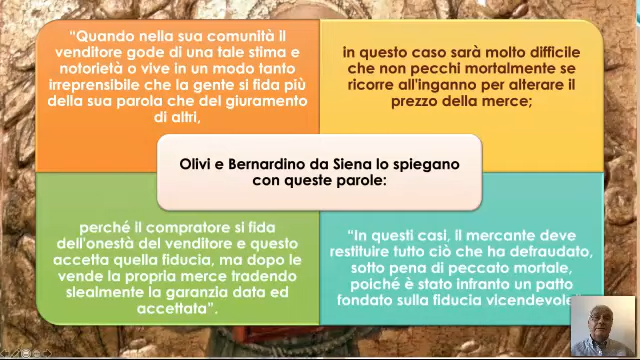 "Quando nella sua comunità il
venditore gode di una tale stima e
notorietà o vive in un modo tanto
irreprensibile che la gente si fida più
della sua parola che del giuramento
di altri,
in questo caso sarà molto difficile
che non pecchi mortalmente se
ricorre all'inganno per alterare il
prezzo della merce;
Olivi e Bernardino da Siena lo spiegano
con queste parole:
perché il compratore si fida
dell'onestà del venditore e questo
accetta quella fiducia, ma dopo le
vende la propria merce tradendo
slealmente la garanzia data ed
accettata".
"In questi casi, il mercante deve
restituire tutto ciò che ha defraudato,
sotto pena di peccato mortale,
poiché è stato infranto un patto
fondato sulla fiducia vicendevole